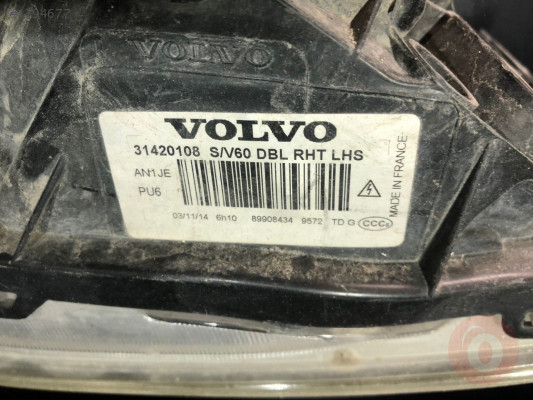 VOLVO
VOLVO
31420108 S/V60 DBL RHT LHS
AN1JE
PU6
03/11/14 6h10 89908434 9572 TD G CCC
MADE IN FRANCE